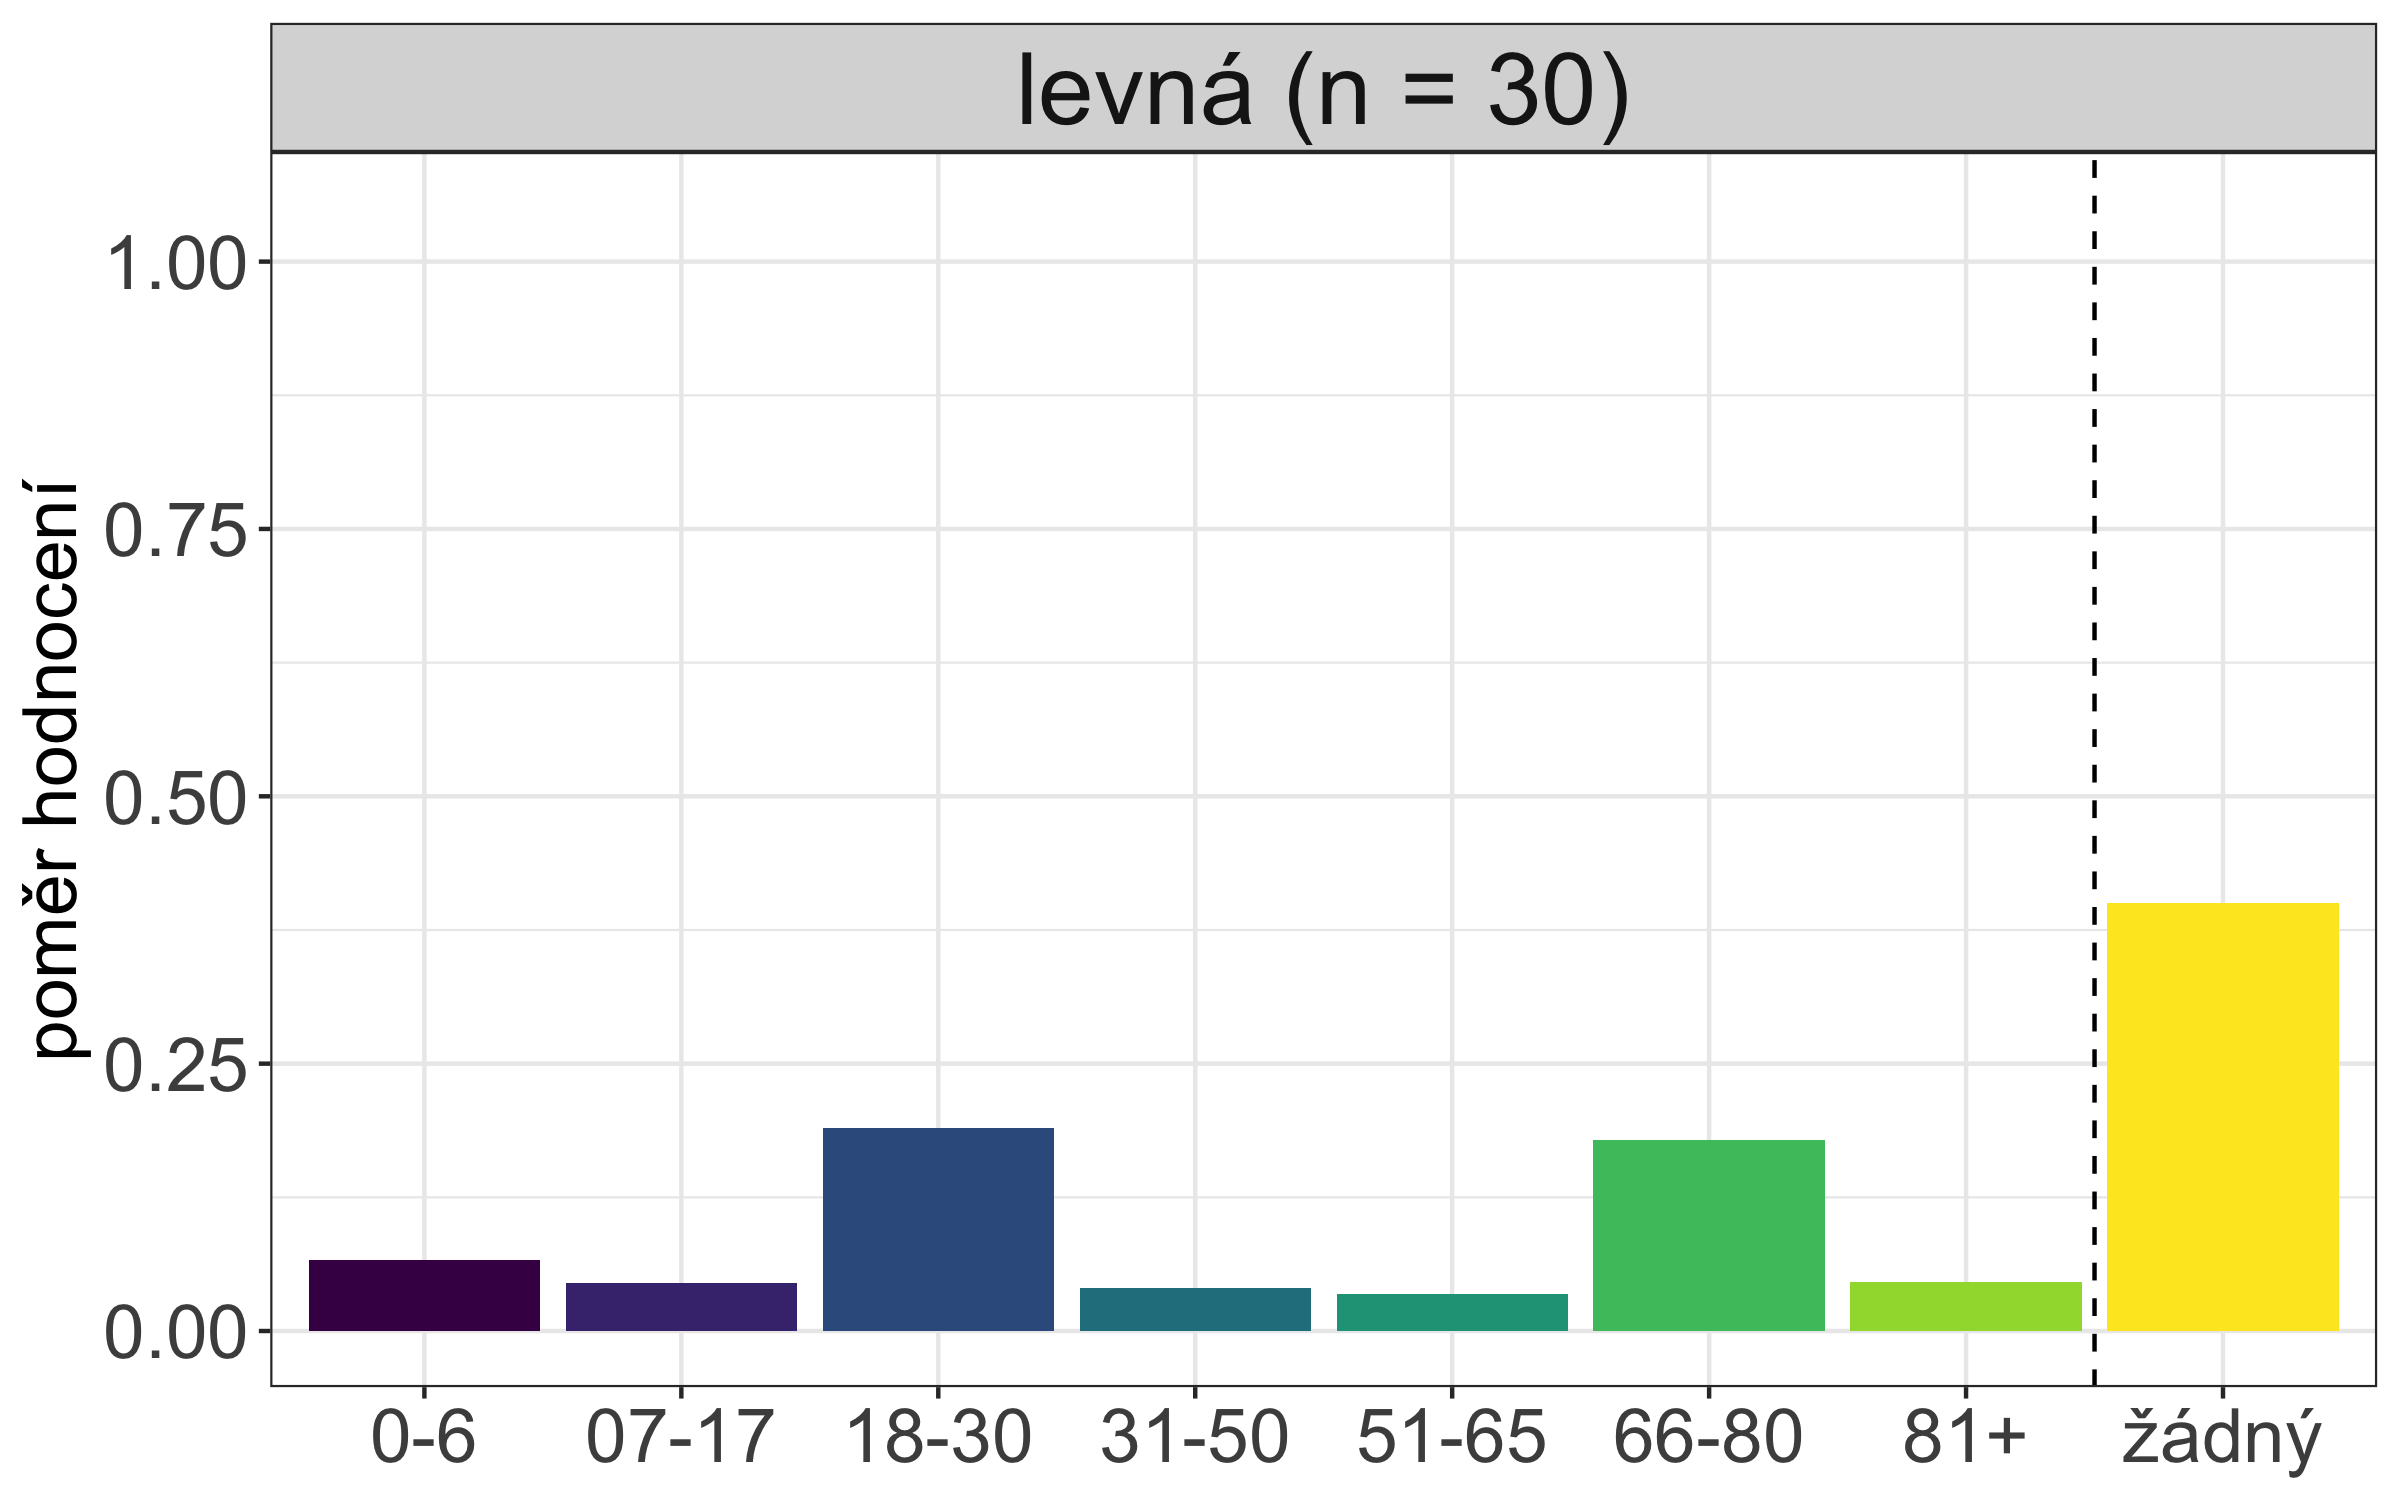 levná (n = 30)
poměr hodnocení
1.00
0.75
0.50
0.25
0.00
0-6 07-17 18-30 31-50 51-65 66-80 81+ žádný